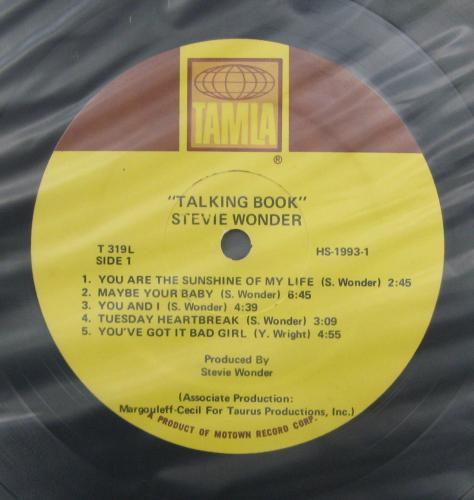 TAMLA
®
"TALKING BOOK"
STEVIE WONDER
T 319L HS-1993-1
SIDE 1
1. YOU ARE THE SUNSHINE OF MY LIFE (S. Wonder) 2:45
2. MAYBE YOUR BABY (S. Wonder) 6:45
3. YOU AND I (S. Wonder) 4:39
4. TUESDAY HEARTBREAK (S. Wonder) 3:09
5. YOU'VE GOT IT BAD GIRL (Y. Wright) 4:55
Produced By
Stevie Wonder
(Associate Production:
Margouleff-Cecil For Taurus Productions, Inc.)
A PRODUCT OF MOTOWN RECORD CORP.